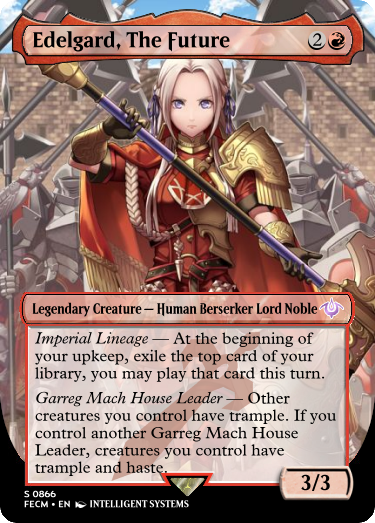 Edelgard, The Future 2
Legendary Creature — Human Berserker Lord Noble
Imperial Lineage — At the beginning of
your upkeep, exile the top card of your
library, you may play that card this turn.
Garreg Mach House Leader — Other
creatures you control have trample. If you
control another Garreg Mach House
Leader, creatures you control have
trample and haste.
3/3
S 0866
FECM • EN INTELLIGENT SYSTEMS